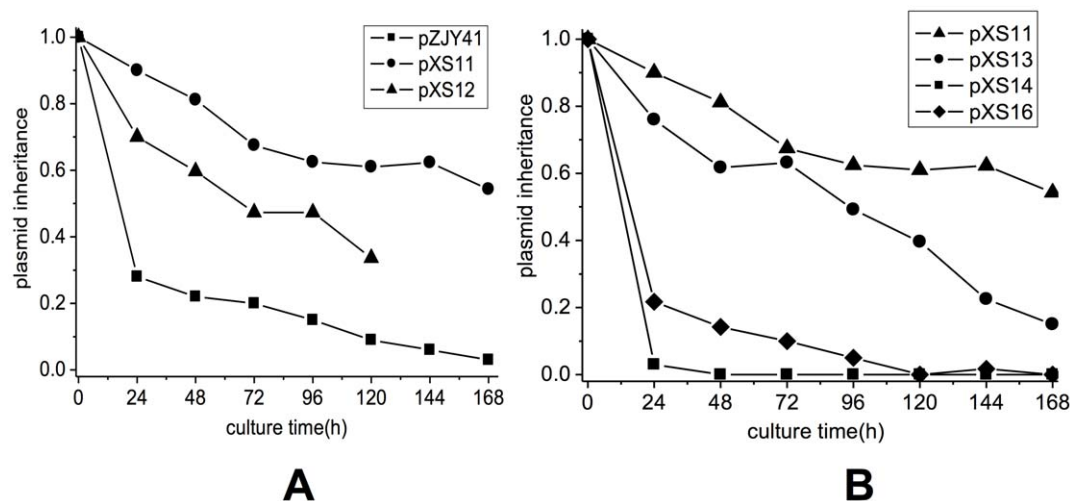 pZJY41
pXS11
pXS12
plasmid inheritance
1.0
0.8
0.6
0.4
0.2
0.0
0 24 48 72 96 120 144 168
culture time(h)
A
pXS11
pXS13
pXS14
pXS16
plasmid inheritance
1.0
0.8
0.6
0.4
0.2
0.0
0 24 48 72 96 120 144 168
culture time(h)
B